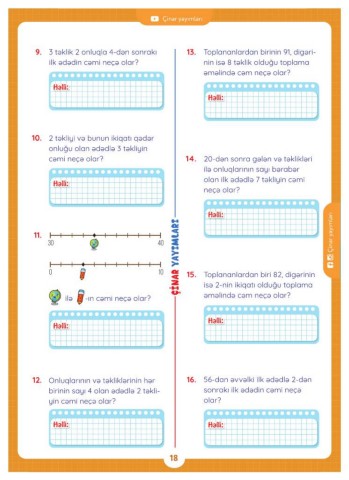 Çinar yayımları
9. 3 təklik 2 onluqla 4-dən sonrakı
ilk ədədin cəmi neçə olar?
Həlli:
10. 2 təkliyi və bunun ikiqatı qədər
onluğu olan ədədlə 3 təkliyin
cəmi neçə olar?
Həlli:
11.
30 40
0 10
ilə -ın cəmi neçə olar?
Həlli:
12. Onluqlarının və təkliklərinin hər
birinin sayı 4 olan ədədlə 2 təkli-
yin cəmi neçə olar?
Həlli:
ÇİNAR YAYIMLARI
13. Toplananlardan birinin 91, digəri-
nin isə 8 təklik olduğu toplama
əməlində cəm neçə olar?
Həlli:
14. 20-dən sonra gələn və təklikləri
ilə onluqlarının sayı bərabər
olan ilk ədədlə 7 təkliyin cəmi
neçə olar?
Həlli:
15. Toplananlardan biri 82, digərinin
isə 2-nin ikiqatı olduğu toplama
əməlində cəm neçə olar?
Həlli:
16. 56-dan əvvəlki ilk ədədlə 2-dən
sonrakı ilk ədədin cəmi neçə
olar?
Həlli:
Çinar yayımları
18